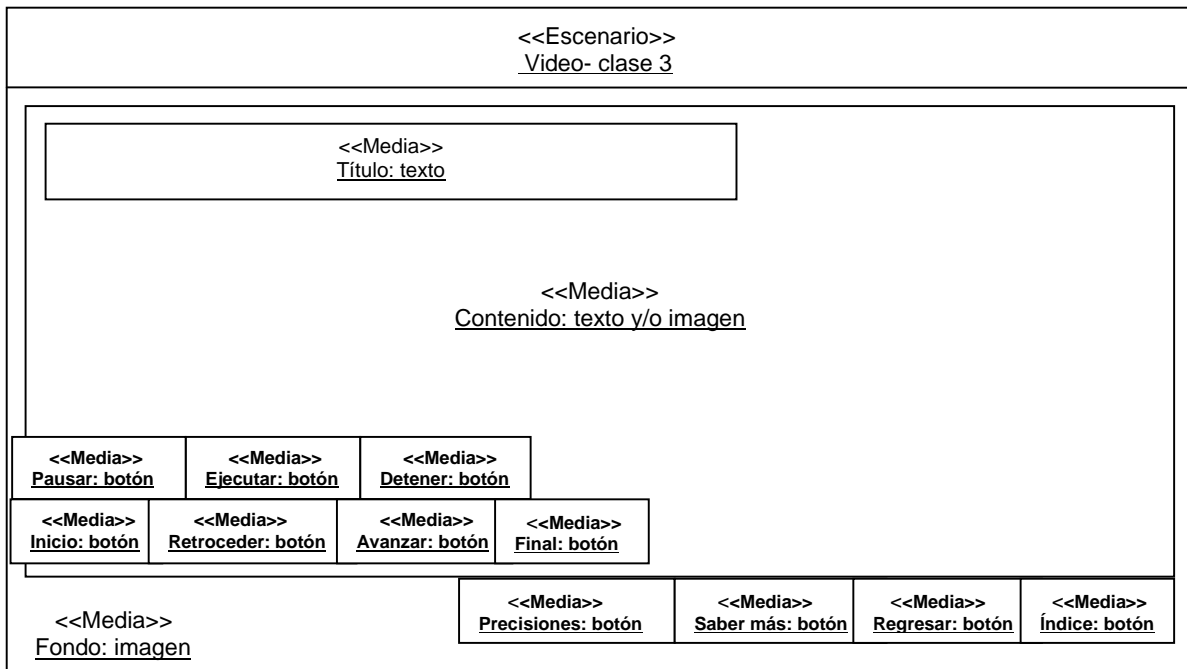 <<Escenario>>
Video- clase 3
<<Media>>
Título: texto
<<Media>>
Contenido: texto y/o imagen
<<Media>>
Pausar: botón
<<Media>>
Ejecutar: botón
<<Media>>
Detener: botón
<<Media>>
Inicio: botón
<<Media>>
Retroceder: botón
<<Media>>
Avanzar: botón
<<Media>>
Final: botón
<<Media>>
Precisiones: botón
<<Media>>
Saber más: botón
<<Media>>
Regresar: botón
<<Media>>
Índice: botón
<<Media>>
Fondo: imagen